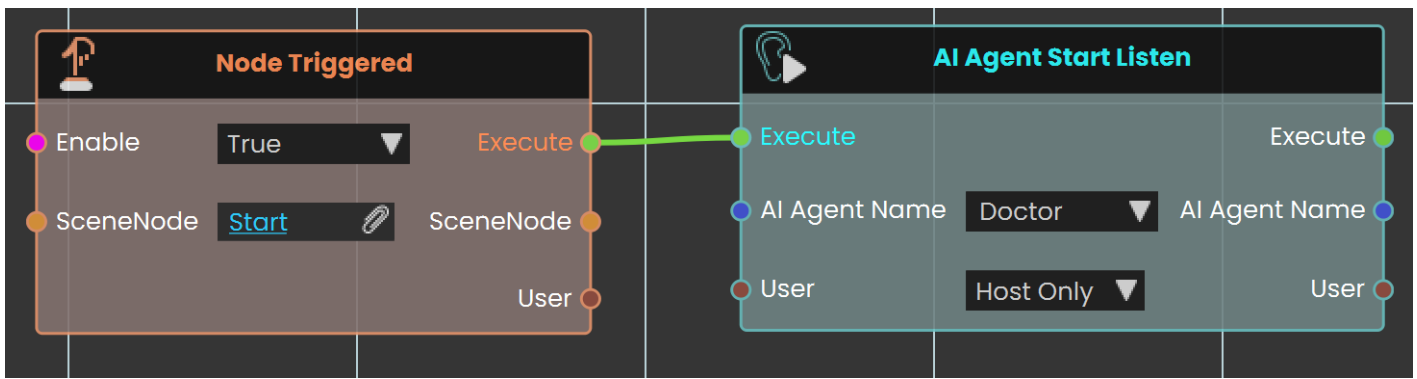 Node Triggered
Enable True Execute
SceneNode Start SceneNode
User
AI Agent Start Listen
Execute Execute
AI Agent Name Doctor AI Agent Name
User Host Only User